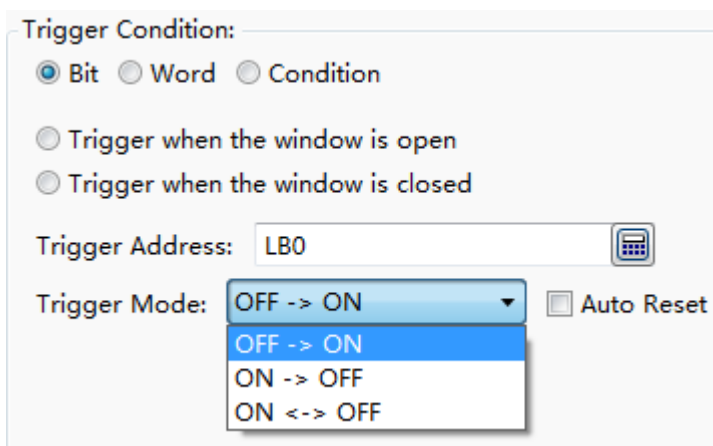 Trigger Condition:
Bit Word Condition
Trigger when the window is open
Trigger when the window is closed
Trigger Address: LB0
Trigger Mode: OFF -> ON Auto Reset
OFF -> ON
ON -> OFF
ON <-> OFF